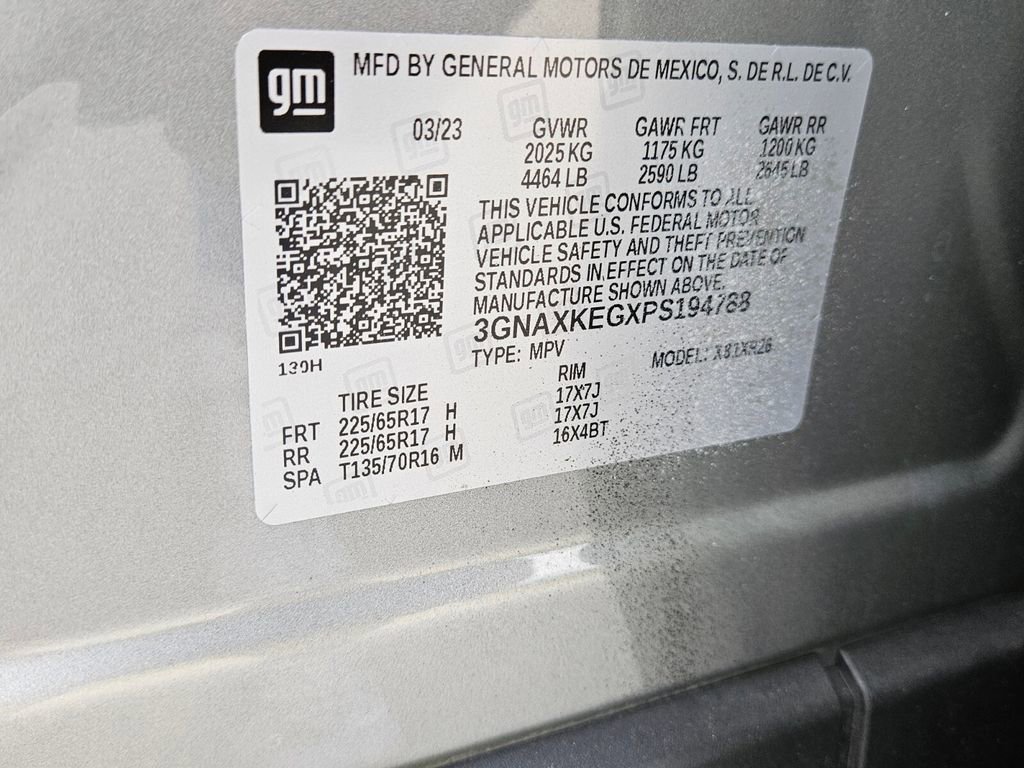 gm
MFD BY GENERAL MOTORS DE MEXICO, S. DE R.L. DE C.V.
03/23 GVWR GAWR FRT GAWR RR
2025 KG 1175 KG 1200 KG
4464 LB 2590 LB 2645 LB
THIS VEHICLE CONFORMS TO ALL
APPLICABLE U.S. FEDERAL MOTOR
VEHICLE SAFETY AND THEFT PREVENTION
STANDARDS IN EFFECT ON THE DATE OF
MANUFACTURE SHOWN ABOVE.
3GNAXKEGXPS194788
139H
TYPE: MPV MODEL:
TIRE SIZE RIM
FRT 225/65R17 H 17X7J
RR 225/65R17 H 17X7J
SPA T135/70R16 M 16X4BT